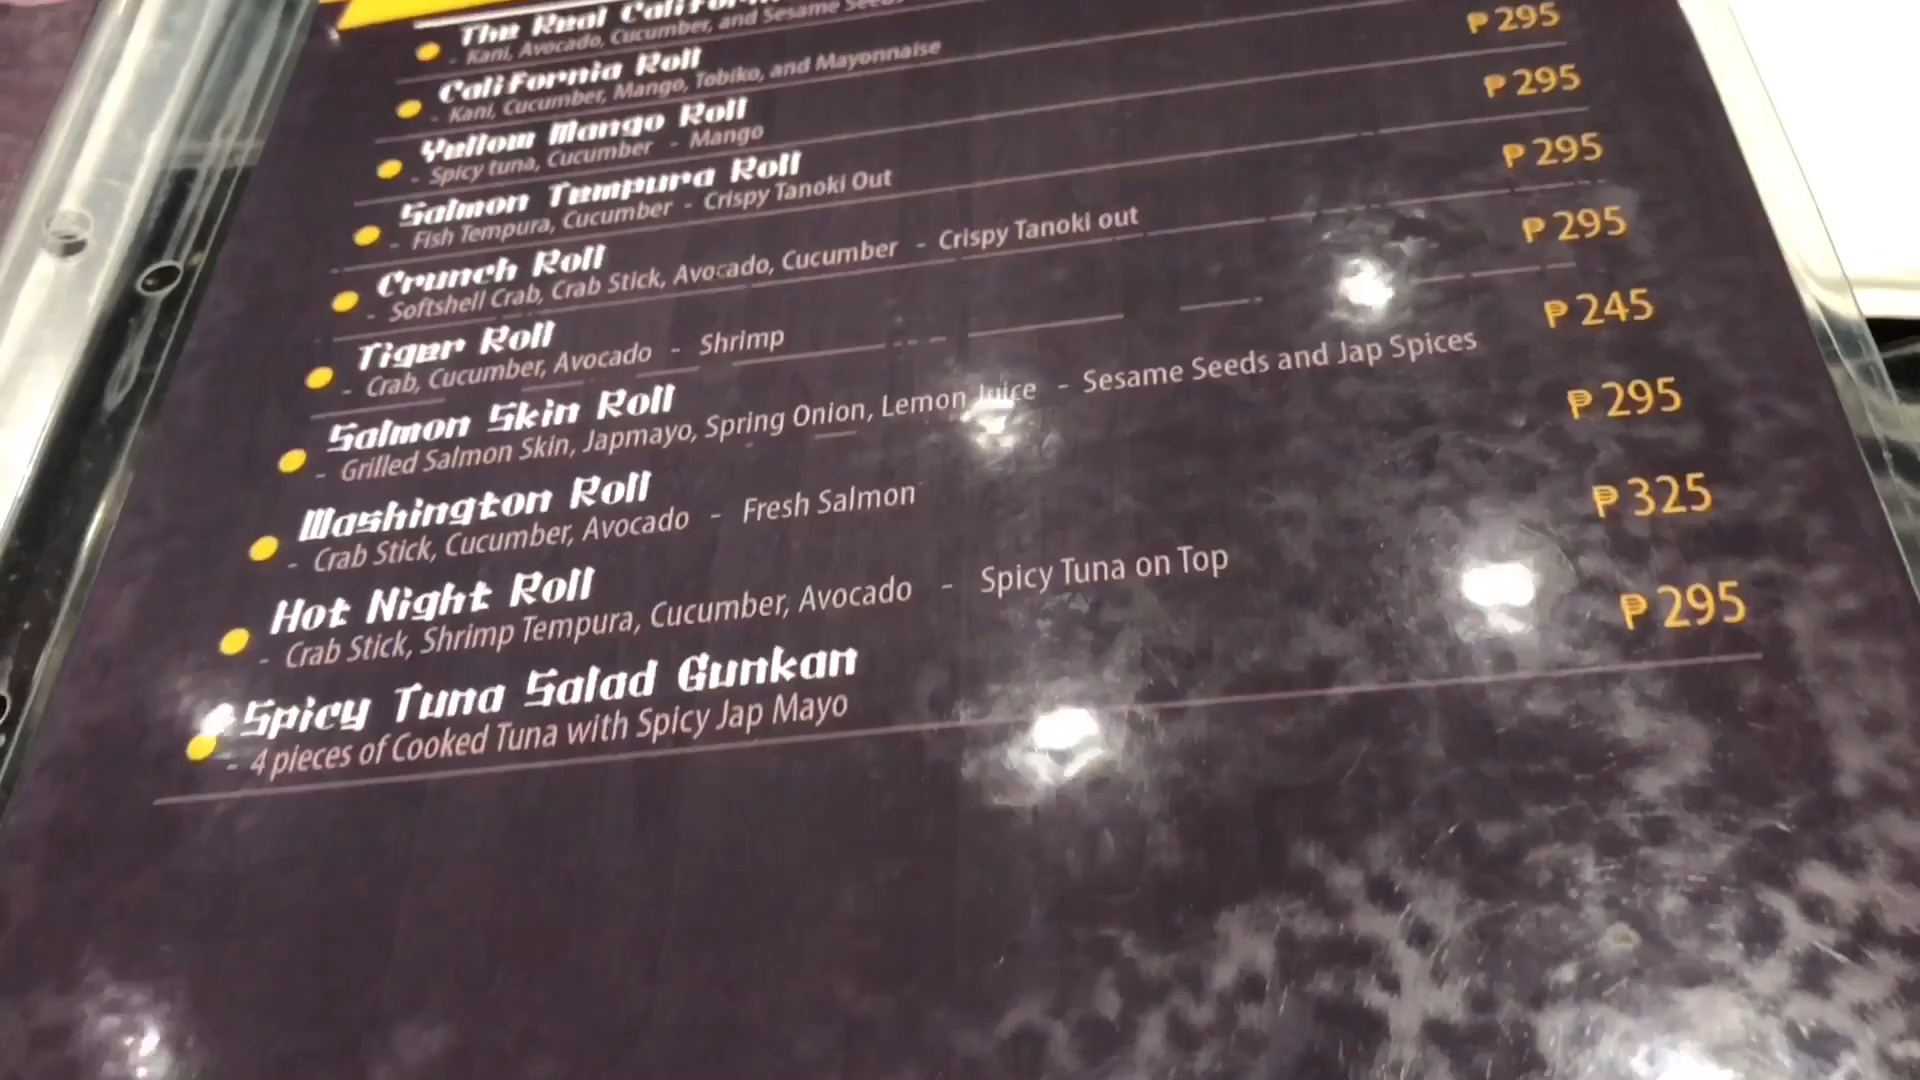 The Real
- Kani, Avocado, Cucumber, and Sesame
California Roll
- Kani, Cucumber, Mango, Tobiko, and Mayonnaise
₱ 295
Yellow Mango Roll
- Spicy tuna, Cucumber - Mango
₱ 295
Salmon Tempura Roll
- Fish Tempura, Cucumber - Crispy Tanoki Out
₱ 295
Crunch Roll
- Softshell Crab, Crab Stick, Avocado, Cucumber - Crispy Tanoki out
₱ 295
Tiger Roll
- Crab, Cucumber, Avocado - Shrimp
₱ 245
Salmon Skin Roll
- Grilled Salmon Skin, Japmayo, Spring Onion, Lemon Juice - Sesame Seeds and Jap Spices
₱ 295
Washington Roll
- Crab Stick, Cucumber, Avocado - Fresh Salmon
₱ 325
Hot Night Roll
- Crab Stick, Shrimp Tempura, Cucumber, Avocado - Spicy Tuna on Top
₱ 295
Spicy Tuna Salad Gunkan
- 4 pieces of Cooked Tuna with Spicy Jap Mayo